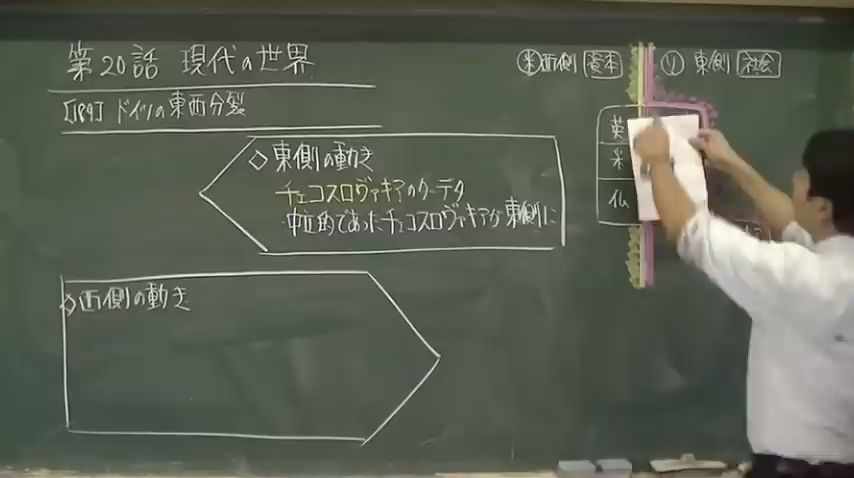 第20話 現代の世界
[189] ドイツの東西分裂
◇東側の動き
チェコスロヴァキアのクーデタ
中立的であったチェコスロヴァキアが東側に
◇西側の動き
㊍西側 資本
ソ 東側 社会
英
米
仏